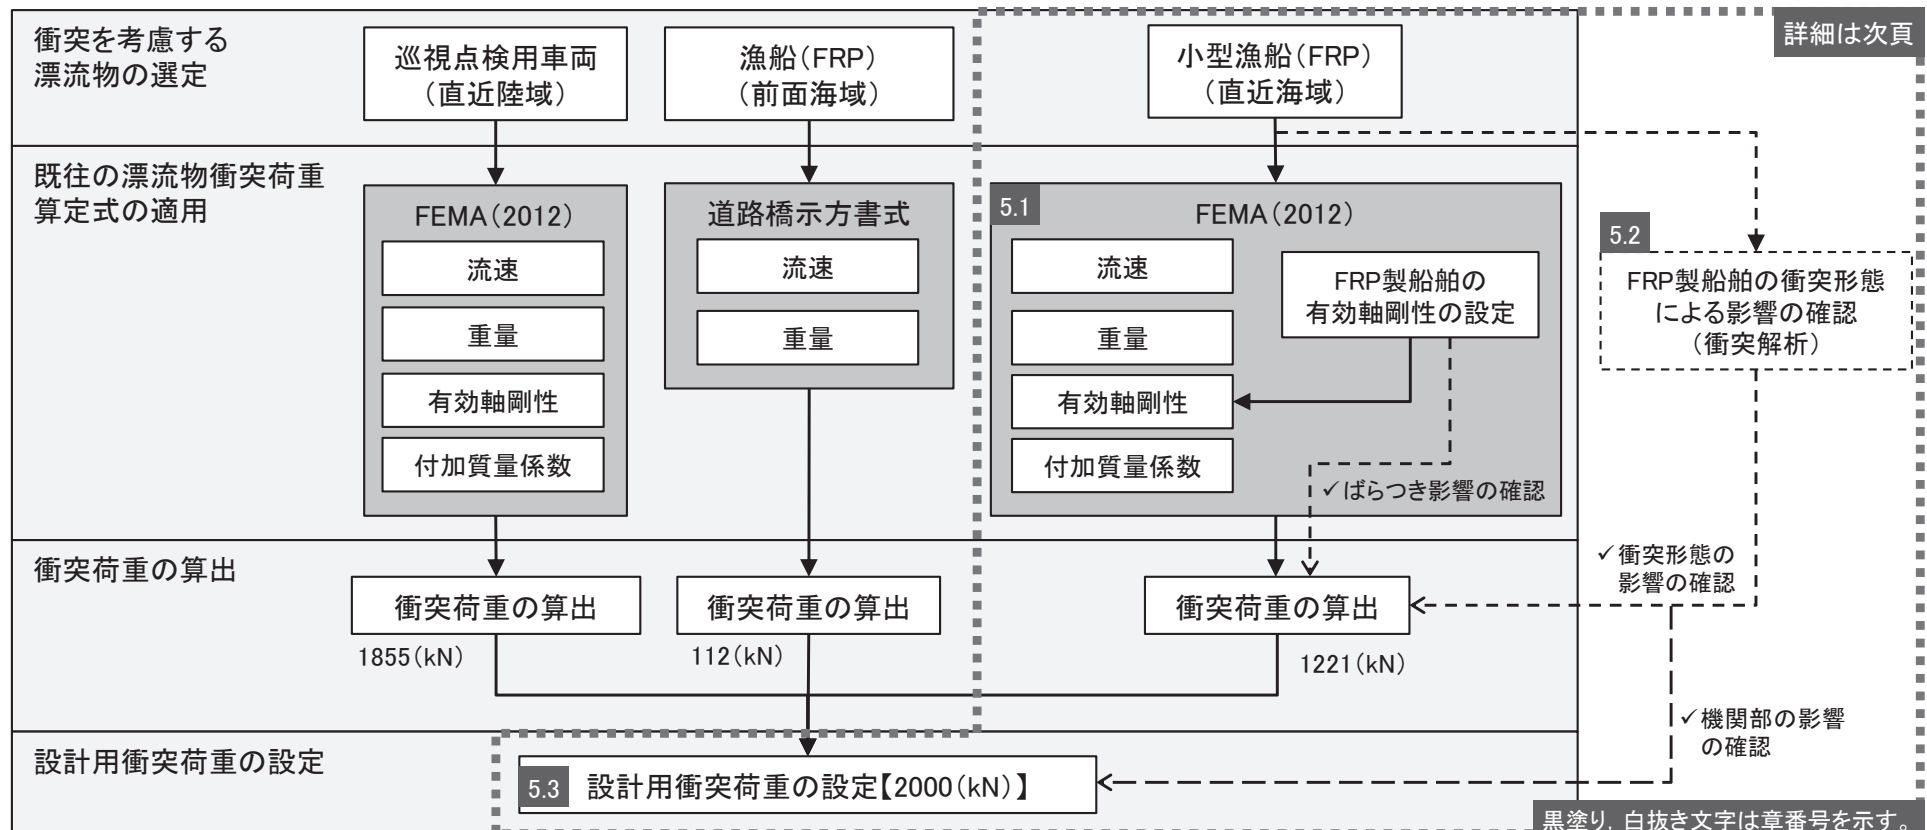 衝突を考慮する
漂流物の選定
巡視点検用車両
(直近陸域)
漁船(FRP)
(前面海域)
小型漁船(FRP)
(直近海域)
詳細は次頁
既往の漂流物衝突荷重
算定式の適用
FEMA(2012)
流速
重量
有効軸剛性
付加質量係数
道路橋示方書式
流速
重量
5.1
FEMA(2012)
流速
重量
有効軸剛性
付加質量係数
FRP製船舶の
有効軸剛性の設定
✓ばらつき影響の確認
5.2
FRP製船舶の衝突形態
による影響の確認
(衝突解析)
衝突荷重の算出
衝突荷重の算出
1855(kN)
衝突荷重の算出
112(kN)
衝突荷重の算出
1221(kN)
✓衝突形態の
影響の確認
✓機関部の影響
の確認
設計用衝突荷重の設定
5.3 設計用衝突荷重の設定【2000(kN)】
黒塗り,白抜き文字は章番号を示す。